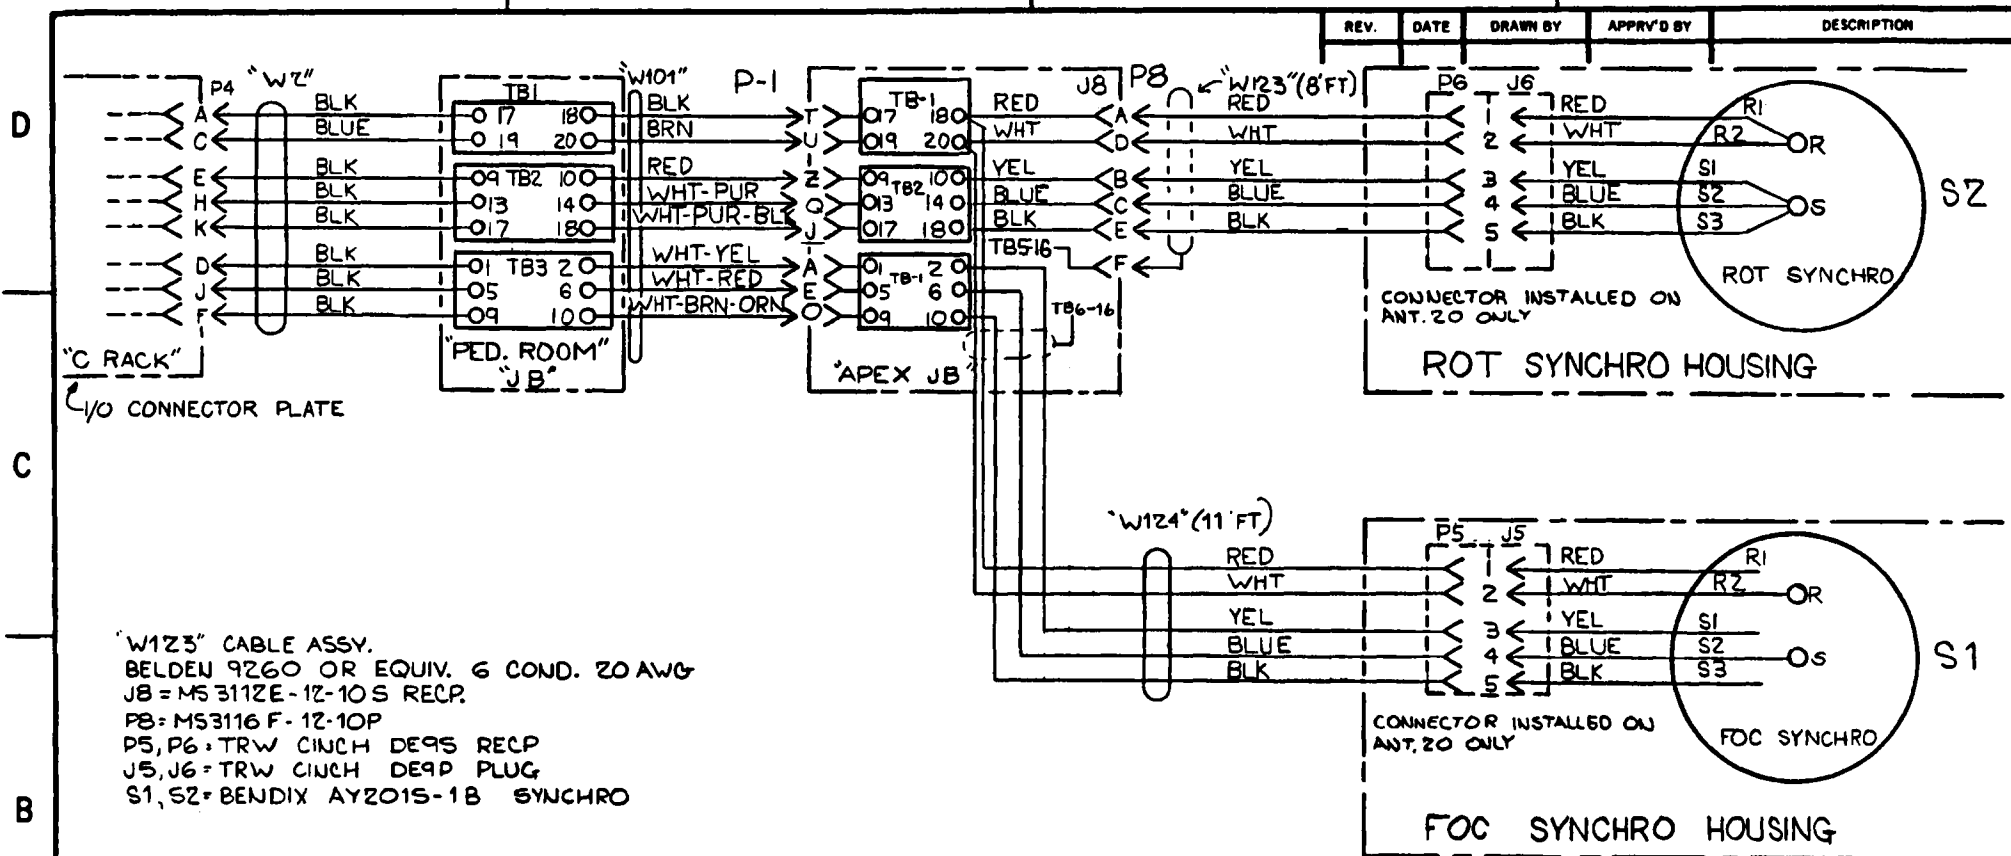 REV. DATE DRAWN BY APPRV'D BY DESCRIPTION
D
C
B
"W2"
P4
A BLK
C BLUE
E BLK
H BLK
K BLK
D BLK
J BLK
F BLK
"C RACK"
I/O CONNECTOR PLATE
TB1
17 18
19 20
9 TB2 10
13 14
17 18
1 TB3 2
5 6
9 10
"PED. ROOM"
"JB"
"W101"
P-1
BLK T
BRN U
RED Z
WHT-PUR Q
WHT-PUR-BLK J
WHT-YEL A
WHT-RED E
WHT-BRN-ORN O
TB-1
17 18
19 20
9 TB2 10
13 14
17 18
1 TB-1 2
5 6
9 10
"APEX JB"
J8 P8
RED A
WHT D
YEL B
BLUE C
BLK E
TB5-16 F
TB6-16
"W123" (8'FT)
RED
WHT
YEL
BLUE
BLK
P6 J6
1 RED R1
2 WHT R2
3 YEL S1
4 BLUE S2
5 BLK S3
R
S
ROT SYNCHRO
S2
CONNECTOR INSTALLED ON
ANT. 20 ONLY
ROT SYNCHRO HOUSING
"W124" (11'FT)
RED
WHT
YEL
BLUE
BLK
P5 J5
1 RED R1
2 WHT R2
3 YEL S1
4 BLUE S2
5 BLK S3
R
S
FOC SYNCHRO
S1
CONNECTOR INSTALLED ON
ANT. 20 ONLY
FOC SYNCHRO HOUSING
"W123" CABLE ASSY.
BELDEN 9260 OR EQUIV. 6 COND. 20 AWG
J8 = MS3112E-12-10S RECP.
P8 = MS3116F-12-10P
P5, P6 = TRW CINCH DE9S RECP
J5, J6 = TRW CINCH DE9P PLUG
S1, S2 = BENDIX AY201S-1B SYNCHRO